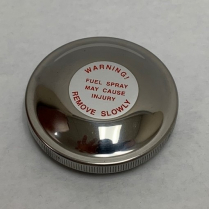 WARNING!
FUEL SPRAY
MAY CAUSE
INJURY
REMOVE SLOWLY